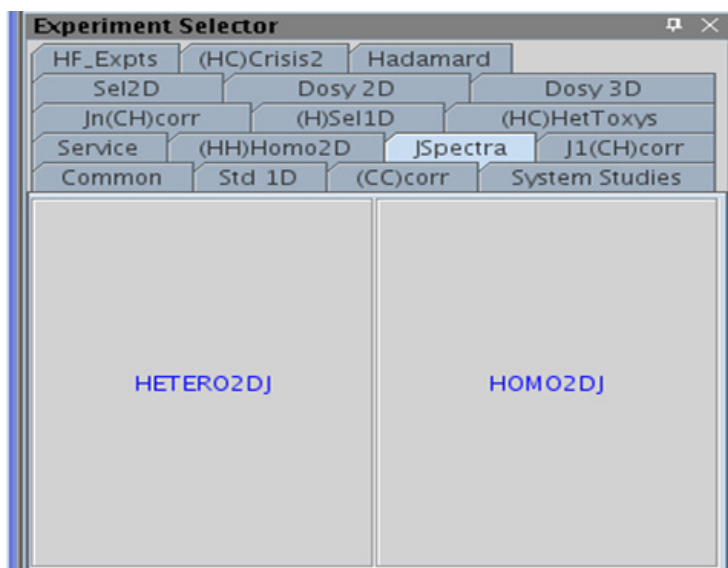 Experiment Selector
HF_Expts (HC)Crisis2 Hadamard
Sel2D Dosy 2D Dosy 3D
Jn(CH)corr (H)Sel1D (HC)HetToxys
Service (HH)Homo2D JSpectra J1(CH)corr
Common Std 1D (CC)corr System Studies
HETERO2DJ HOMO2DJ